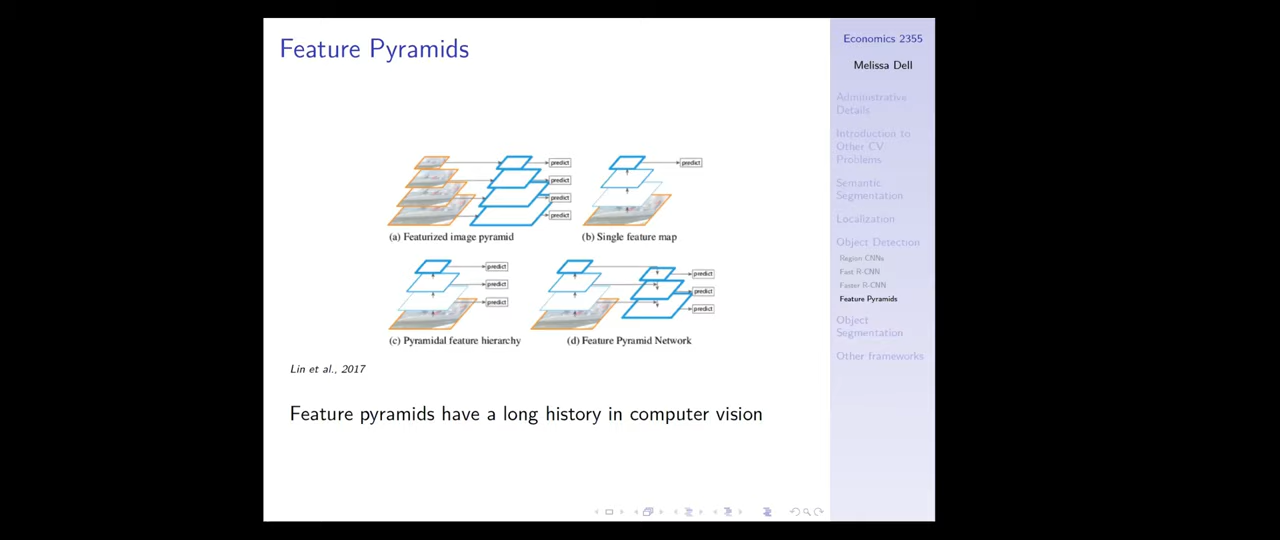 Feature Pyramids
predict
predict
predict
predict
predict
(a) Featurized image pyramid
(b) Single feature map
predict
predict
predict
predict
predict
predict
(c) Pyramidal feature hierarchy
(d) Feature Pyramid Network
Lin et al., 2017
Feature pyramids have a long history in computer vision
Economics 2355
Melissa Dell
Administrative
Details
Introduction to
Other CV
Problems
Semantic
Segmentation
Localization
Object Detection
Region CNNs
Fast R-CNN
Faster R-CNN
Feature Pyramids
Object
Segmentation
Other frameworks